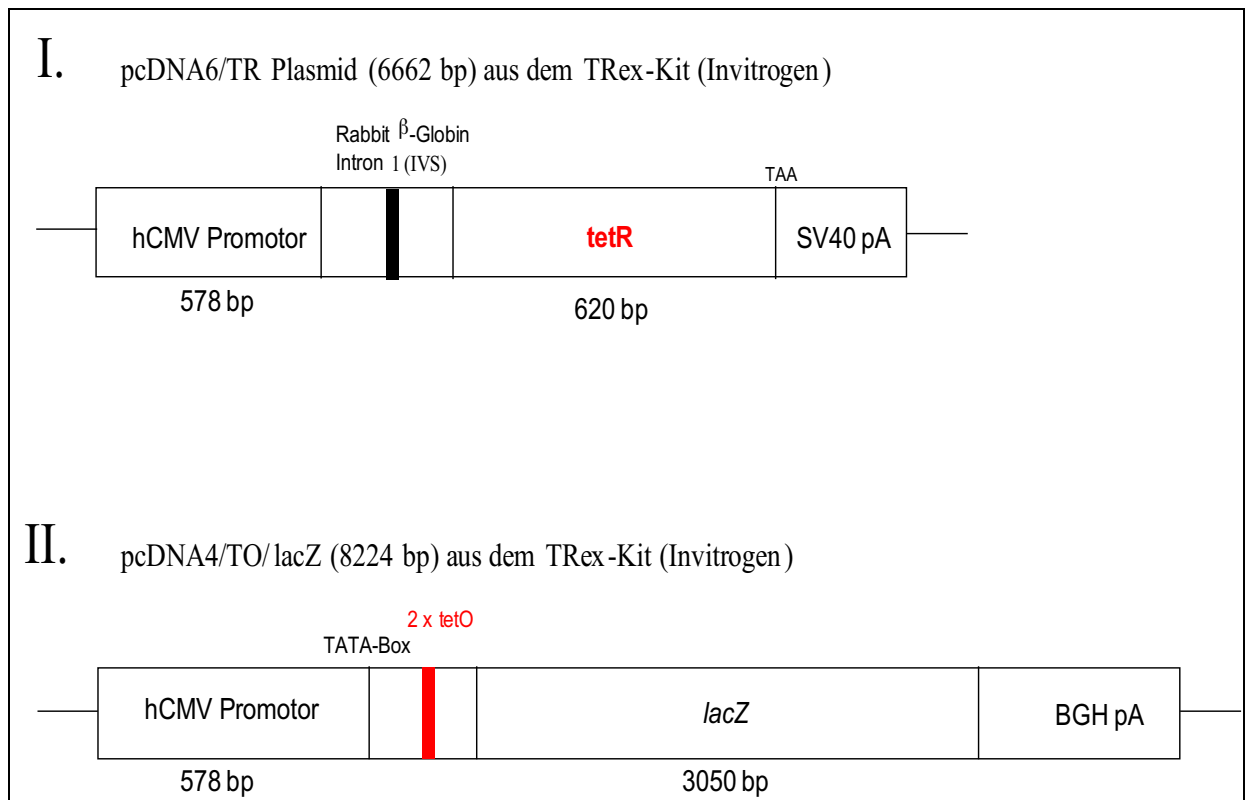 I. pcDNA6/TR Plasmid (6662 bp) aus dem TRex-Kit (Invitrogen)
Rabbit β-Globin
Intron 1 (IVS)
TAA
hCMV Promotor
tetR
SV40 pA
578 bp
620 bp
II. pcDNA4/TO/lacZ (8224 bp) aus dem TRex-Kit (Invitrogen)
2 x tetO
TATA-Box
hCMV Promotor
lacZ
BGH pA
578 bp
3050 bp